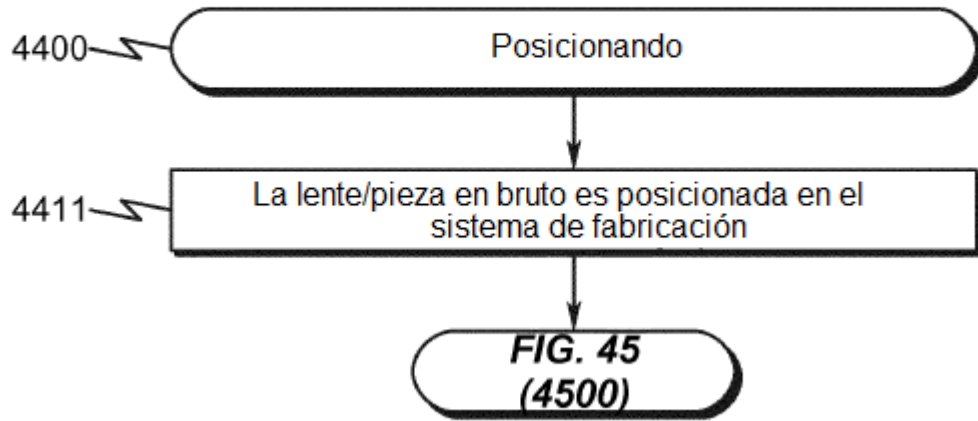 4400
Posicionando
4411
La lente/pieza en bruto es posicionada en el
sistema de fabricación
FIG. 45
(4500)